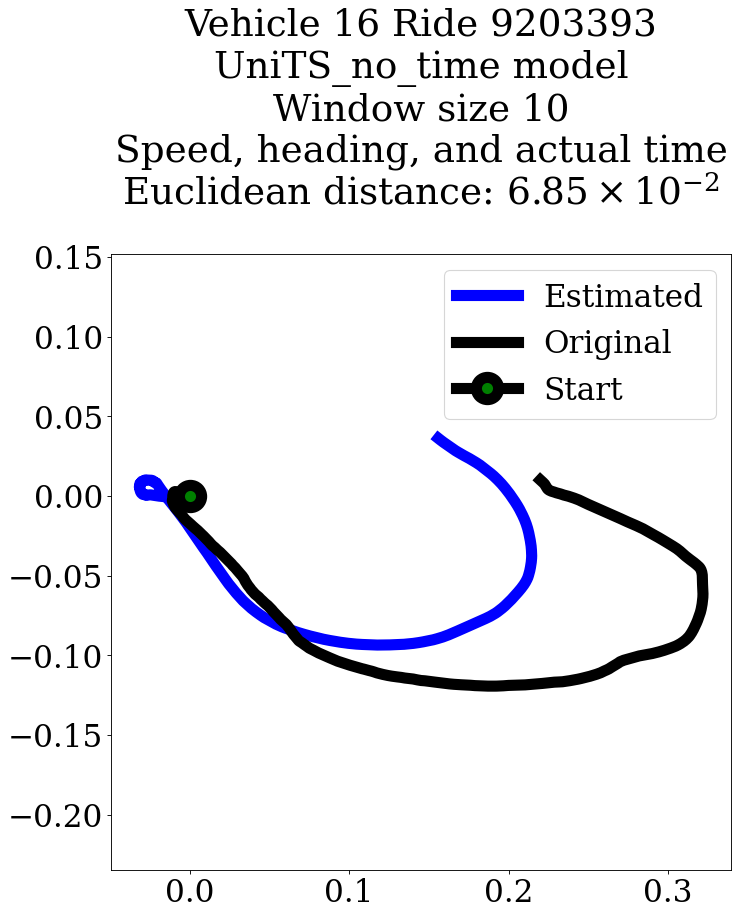 Vehicle 16 Ride 9203393
UniTS_no_time model
Window size 10
Speed, heading, and actual time
Euclidean distance: 6.85 × 10⁻²
0.15
Estimated
0.10
Original
0.05
Start
0.00
−0.05
−0.10
−0.15
−0.20
0.0 0.1 0.2 0.3